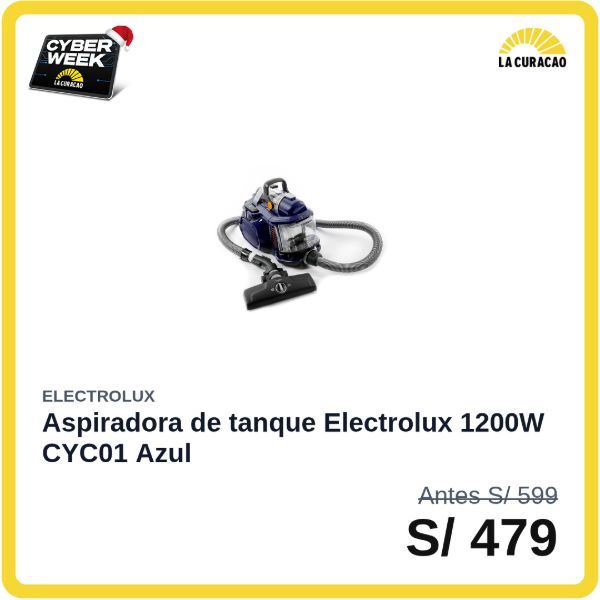 CYBER
WEEK
LA CURACAO
LA CURACAO
ELECTROLUX
Aspiradora de tanque Electrolux 1200W
CYC01 Azul
Antes S/ 599
S/ 479